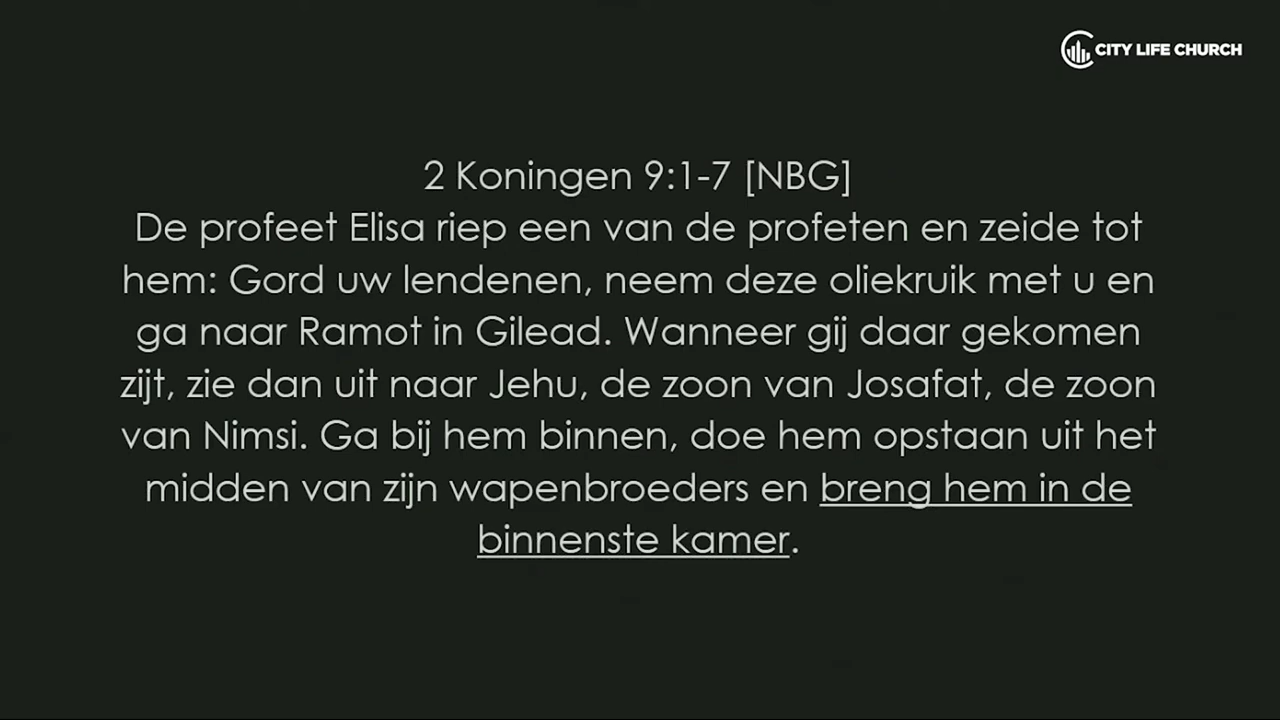 CITY LIFE CHURCH
2 Koningen 9:1-7 [NBG]
De profeet Elisa riep een van de profeten en zeide tot
hem: Gord uw lendenen, neem deze oliekruik met u en
ga naar Ramot in Gilead. Wanneer gij daar gekomen
zijt, zie dan uit naar Jehu, de zoon van Josafat, de zoon
van Nimsi. Ga bij hem binnen, doe hem opstaan uit het
midden van zijn wapenbroeders en breng hem in de
binnenste kamer.